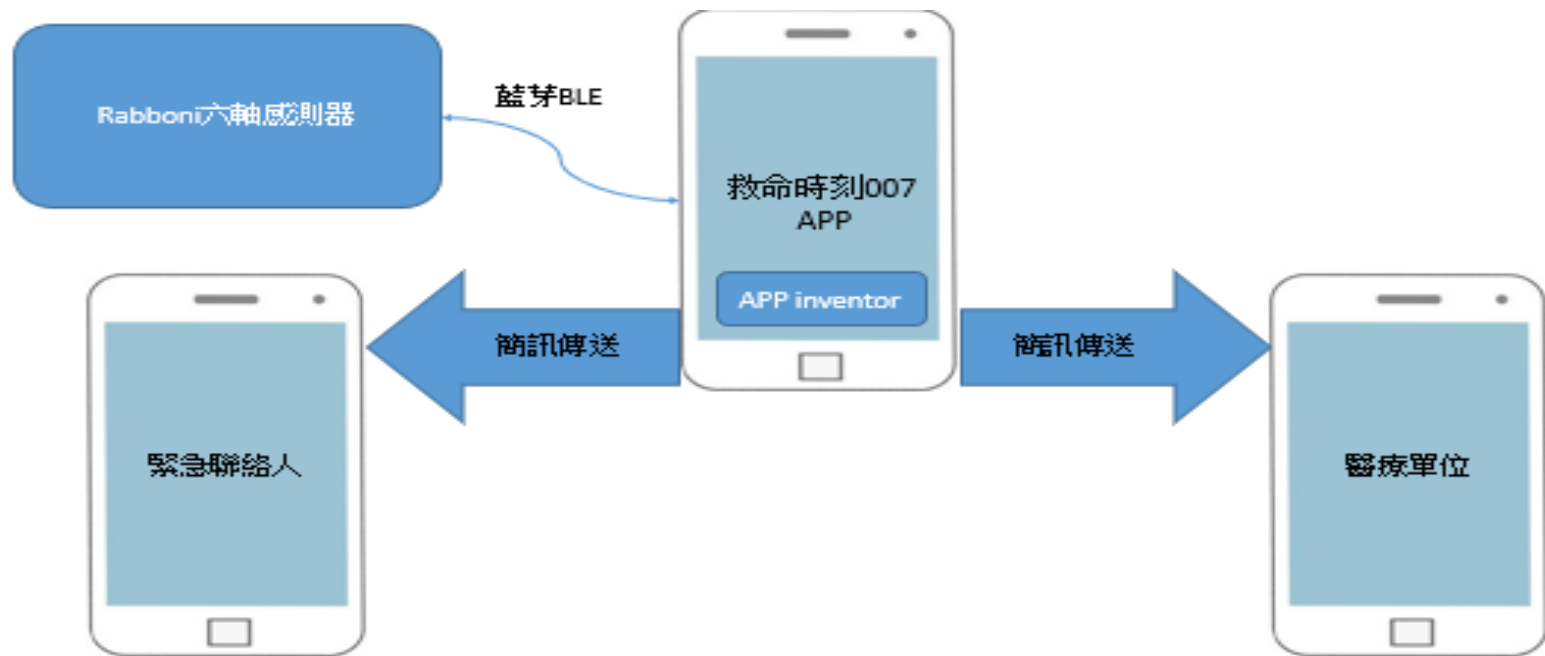 Rabboni六軸感測器
藍芽BLE
救命時刻007
APP
APP inventor
簡訊傳送
簡訊傳送
緊急聯絡人
醫療單位